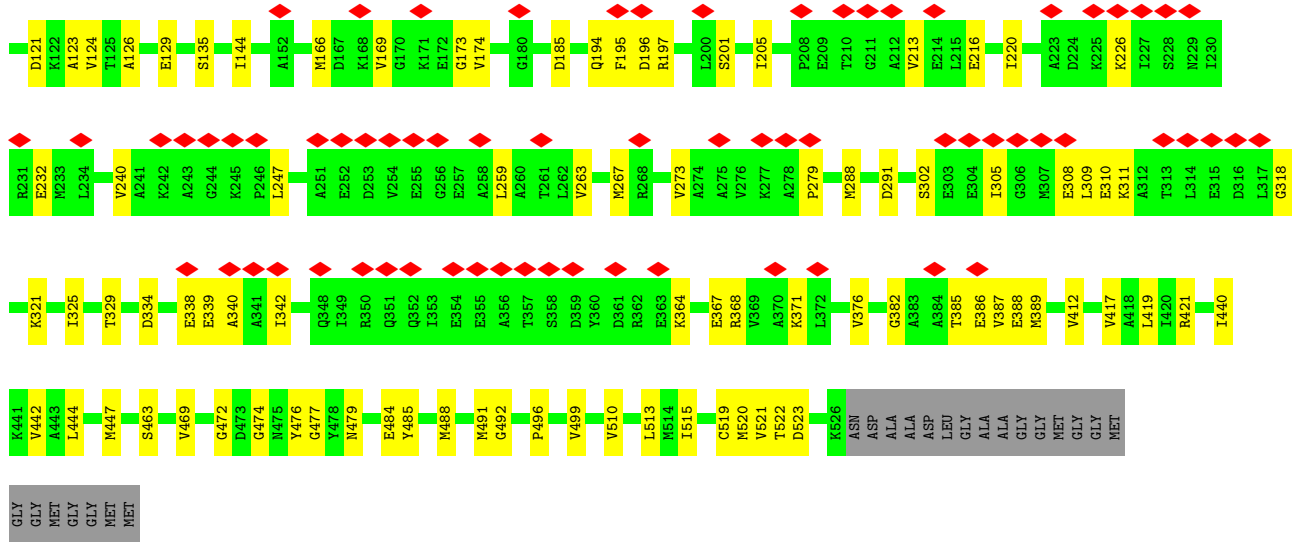 D121 K122 A123 V124 T125 A126 E129 S135 I144 A152 M166 D167 K168 V169 G170 K171 E172 G173 V174 G180 D185 Q194 F195 D196 R197 L200 S201 I205 P208 E209 T210 G211 A212 V213 E214 L215 E216 I220 A223 D224 K225 K226 I227 S228 N229 I230
R231 E232 M233 L234 V240 A241 K242 A243 G244 K245 P246 L247 A251 E252 D253 V254 E255 G256 E257 A258 L259 A260 T261 L262 V263 M267 R268 V273 A274 A275 V276 K277 A278 P279 M288 D291 S302 E303 E304 I305 G306 M307 E308 L309 E310 K311 A312 T313 L314 E315 D316 L317 G318
K321 I325 T329 D334 E338 E339 A340 A341 I342 Q348 I349 R350 Q351 Q352 I353 E354 E355 A356 T357 S358 D359 Y360 D361 R362 E363 K364 E367 R368 V369 A370 K371 L372 V376 G382 A383 A384 T385 E386 V387 E388 M389 V412 V417 A418 L419 I420 R421 I440
K441 V442 A443 L444 M447 S463 V469 G472 D473 G474 N475 Y476 G477 Y478 N479 E484 Y485 M488 M491 G492 P496 V499 V510 L513 M514 I515 C519 M520 V521 T522 D523 K526 ASN ASP ALA ALA ASP LEU GLY ALA ALA GLY GLY MET GLY GLY MET
GLY GLY MET GLY GLY MET MET